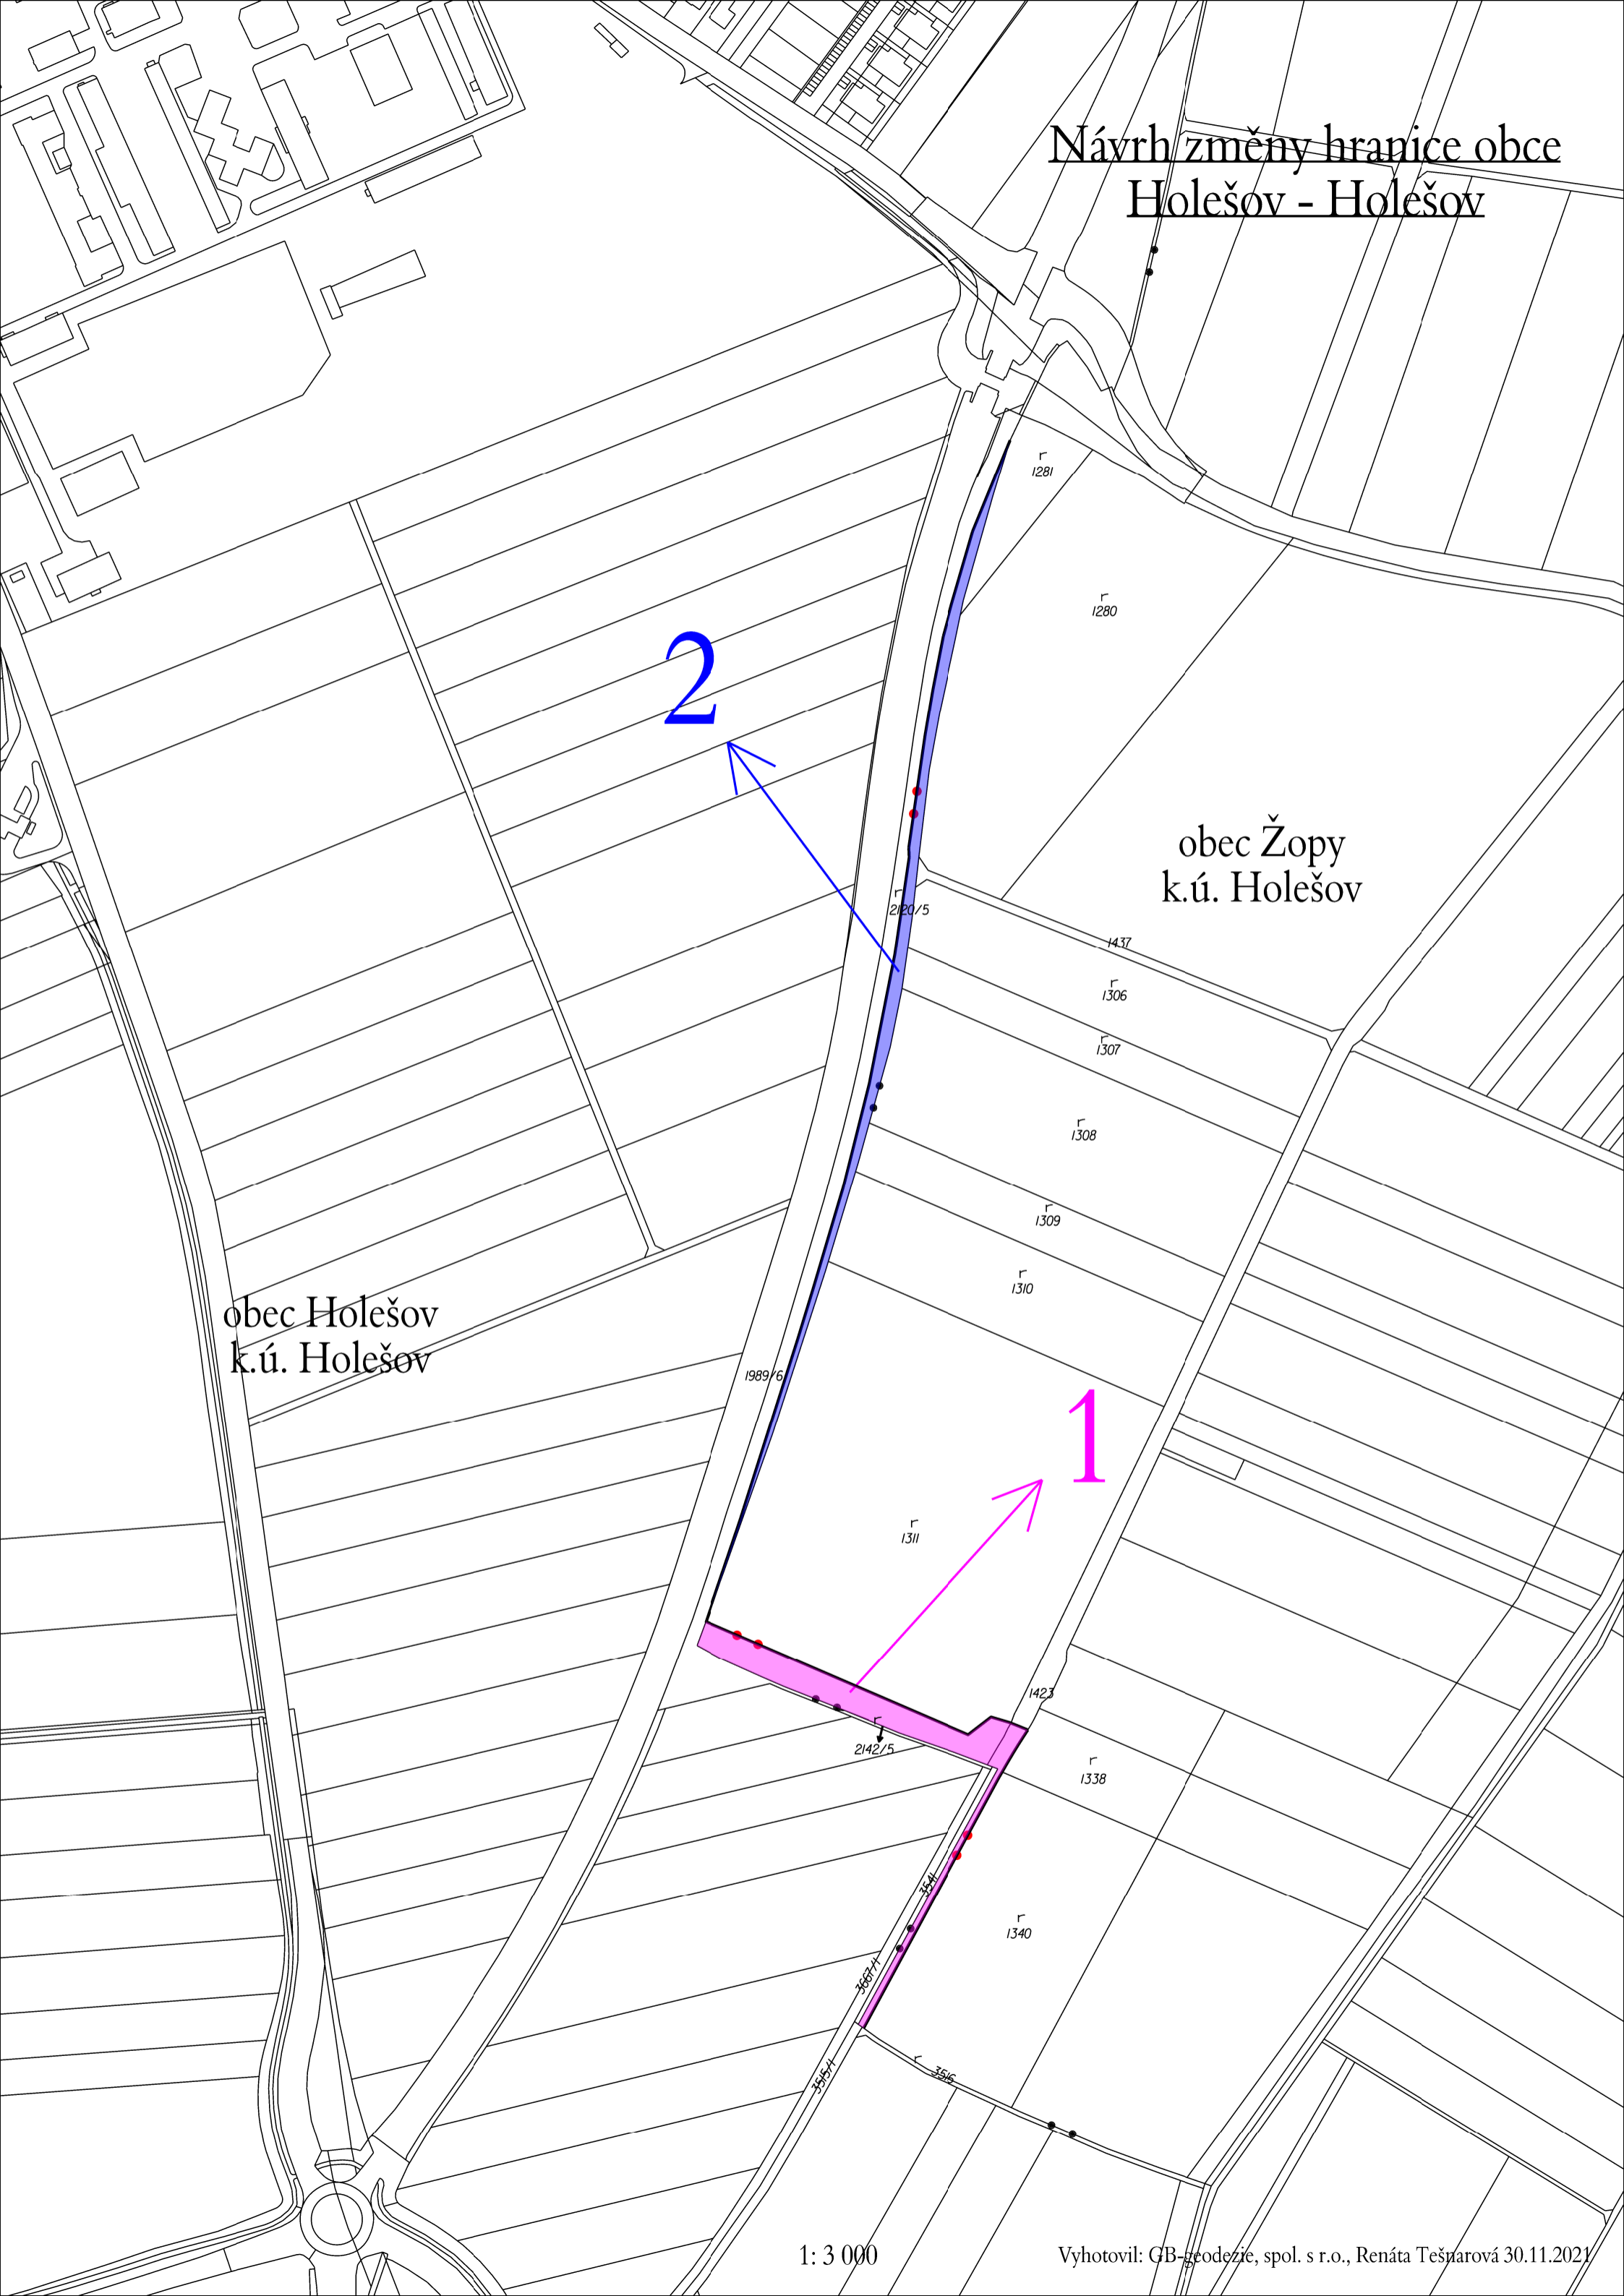 Návrh změny hranice obce
Holešov - Holešov
r
1281
r
1280
2
obec Žopy
k.ú. Holešov
r
2120/5
1437
r
1306
r
1307
r
1308
r
1309
r
1310
obec Holešov
k.ú. Holešov
1989/6
1
r
1311
1423
r
2142/5
r
1338
3541
r
1340
3667/1
r
3516
3515/1
1: 3 000
Vyhotovil: GB-geodezie, spol. s r.o., Renáta Tešnarová 30.11.2021